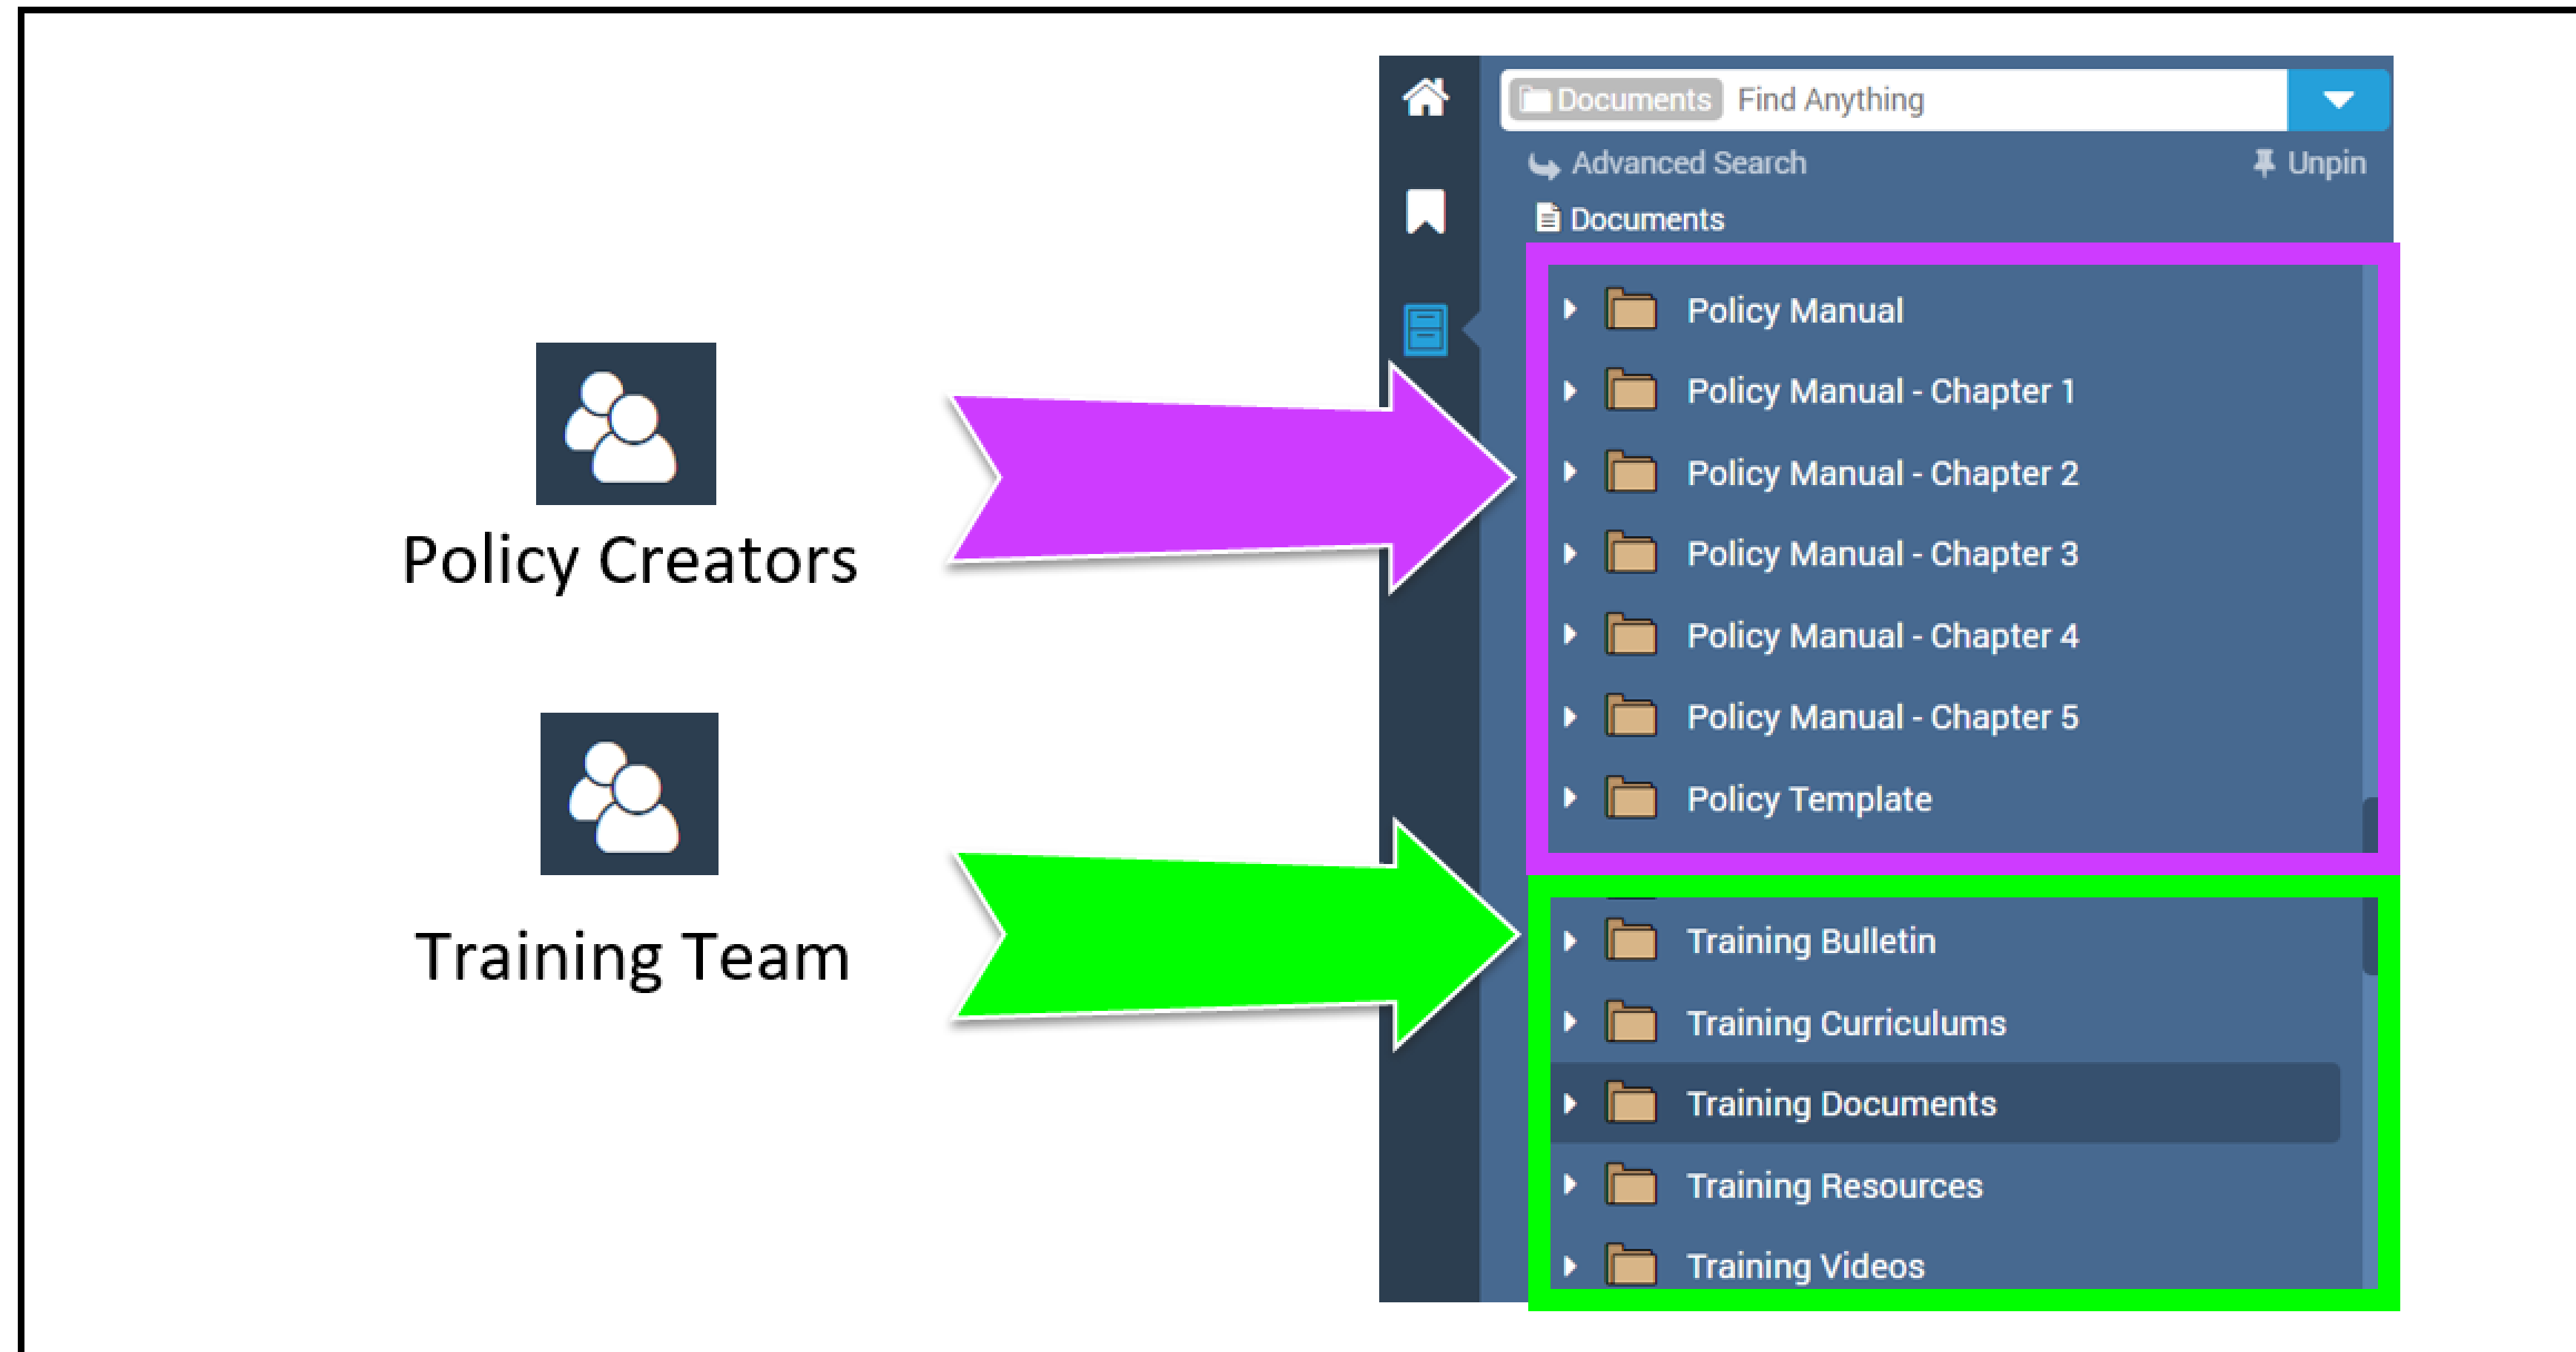 Documents Find Anything
Advanced Search Unpin
Documents
Policy Manual
Policy Manual - Chapter 1
Policy Manual - Chapter 2
Policy Manual - Chapter 3
Policy Manual - Chapter 4
Policy Manual - Chapter 5
Policy Template
Training Bulletin
Training Curriculums
Training Documents
Training Resources
Training Videos
Policy Creators
Training Team